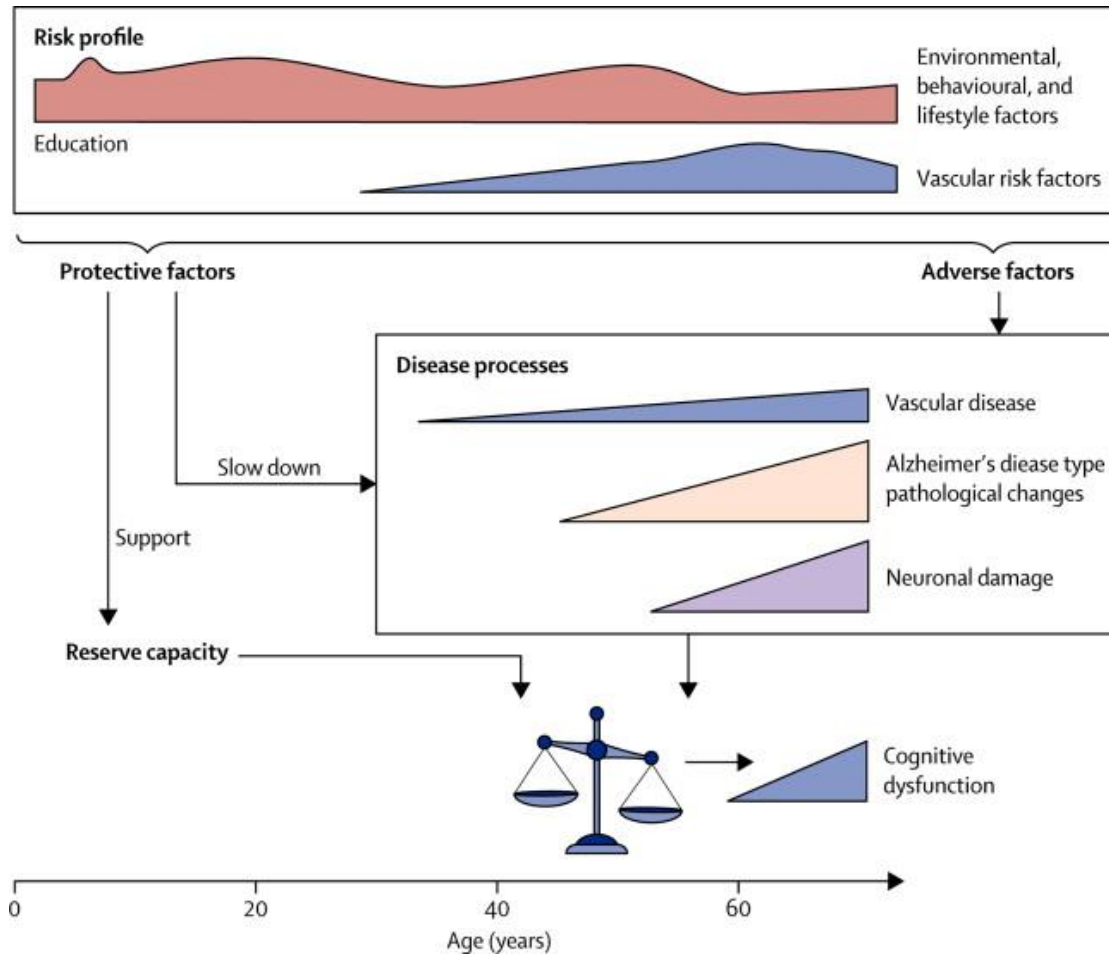 Risk profile
Environmental,
behavioural, and
lifestyle factors
Education
Vascular risk factors
Protective factors
Adverse factors
Disease processes
Vascular disease
Slow down
Alzheimer's disease type
pathological changes
Support
Neuronal damage
Reserve capacity
Cognitive
dysfunction
0 20 40 60
Age (years)